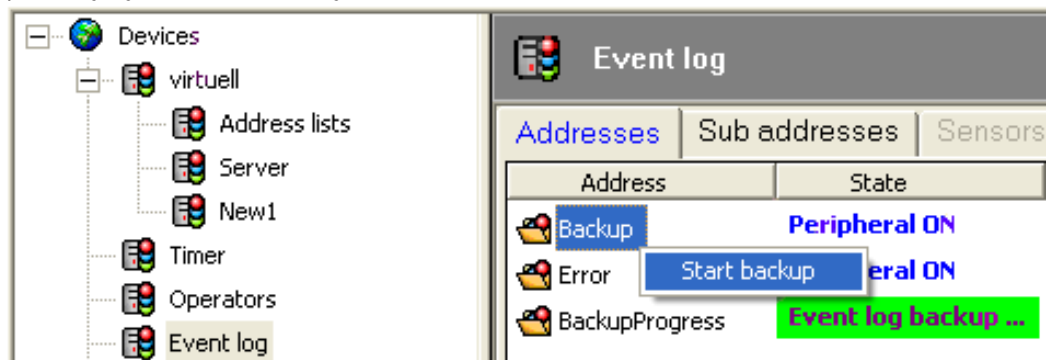 Devices
virtuell
Address lists
Server
New1
Timer
Operators
Event log
Event log
Addresses Sub addresses Sensors
Address State
Backup Peripheral ON
Error Start backup eral ON
BackupProgress Event log backup ...